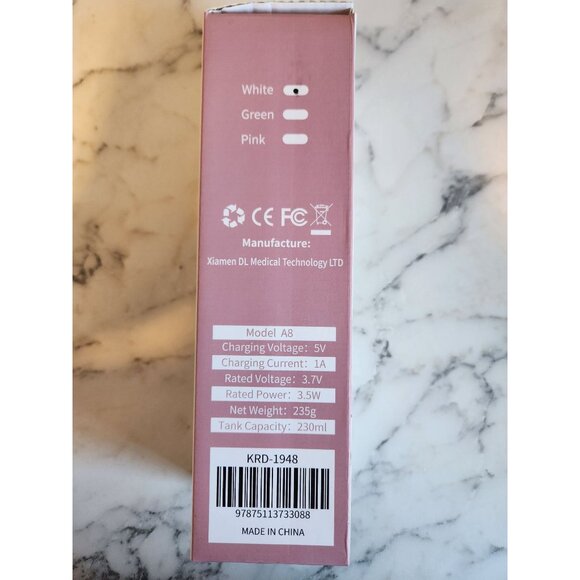 White
Green
Pink
CE FC
Manufacture:
Xiamen DL Medical Technology LTD
Model A8
Charging Voltage: 5V
Charging Current: 1A
Rated Voltage: 3.7V
Rated Power: 3.5W
Net Weight: 235g
Tank Capacity: 230ml
KRD-1948
97875113733088
MADE IN CHINA